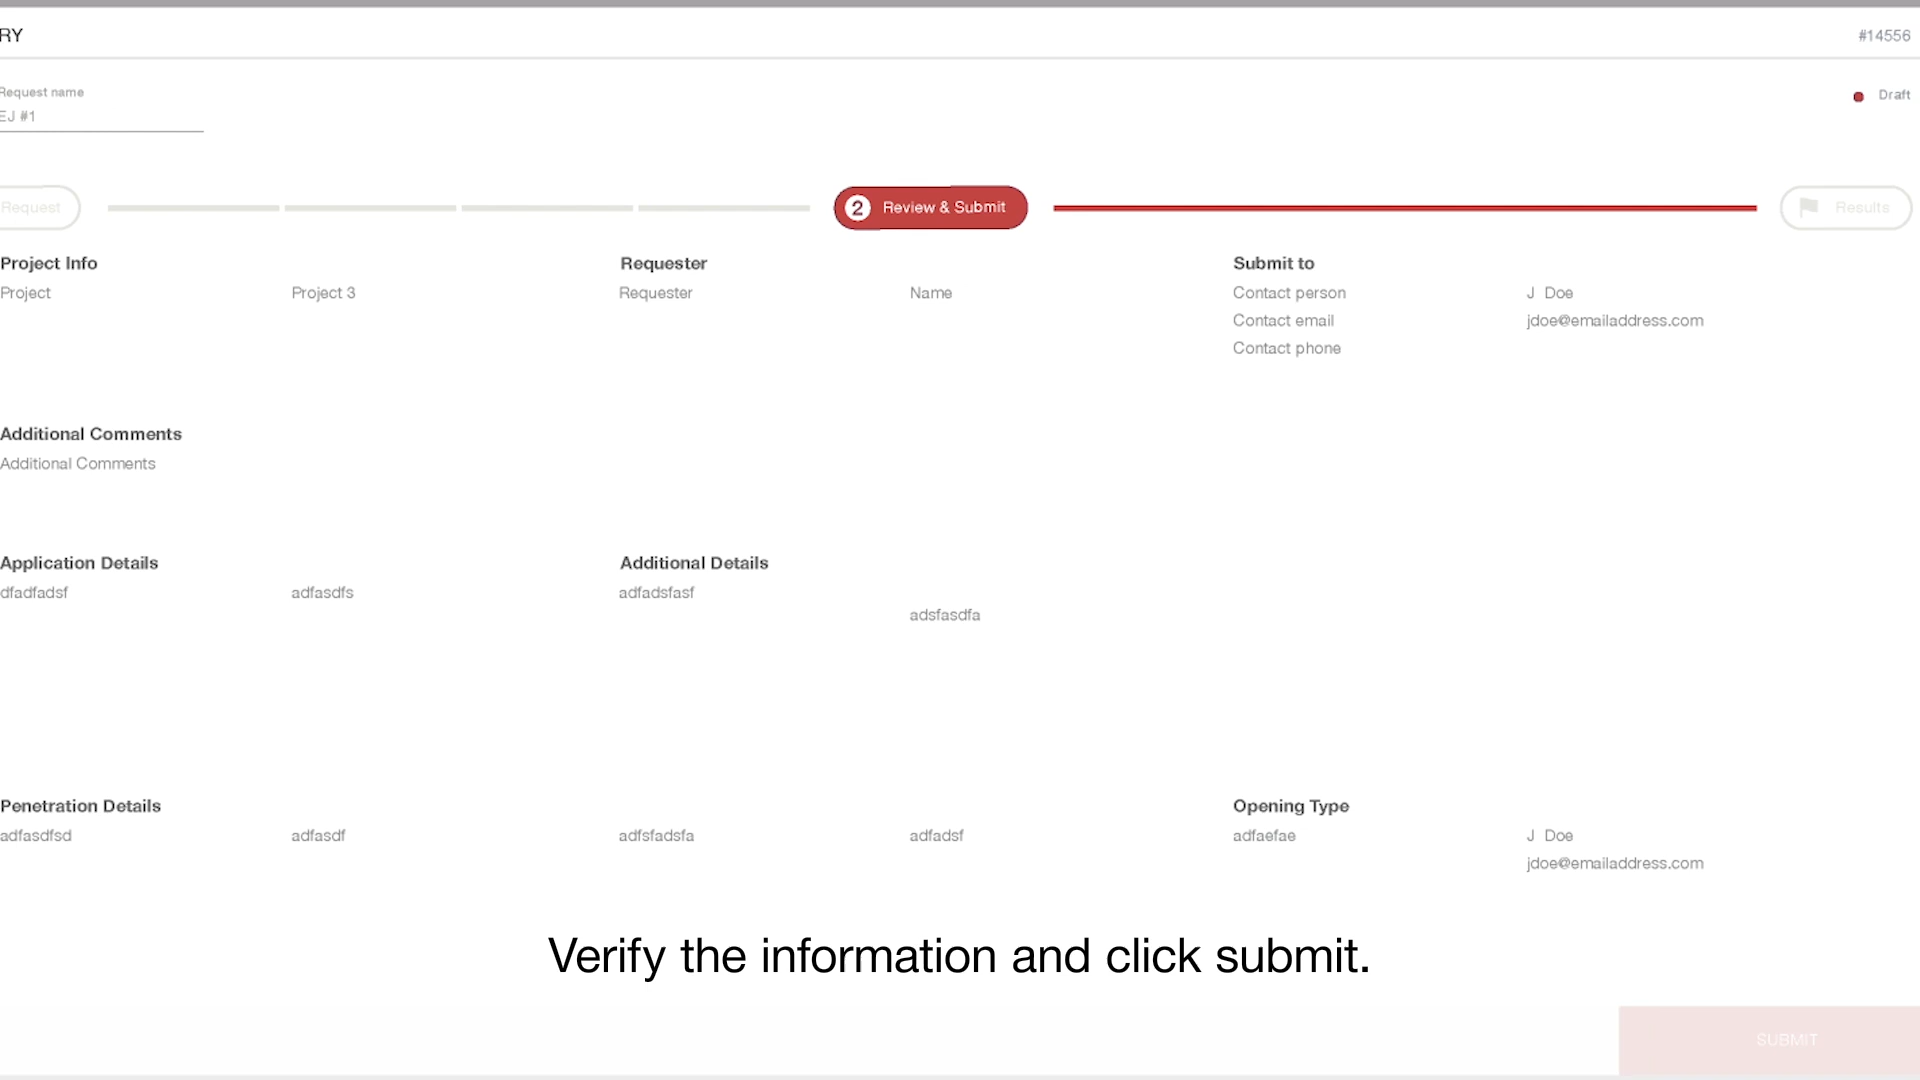 RY
#14556
Request name
EJ #1
Draft
Request
2 Review & Submit
Results
Project Info
Requester
Submit to
Project Project 3
Requester Name
Contact person J Doe
Contact email jdoe@emailaddress.com
Contact phone
Additional Comments
Additional Comments
Application Details
Additional Details
dfadfadsf adfasdfs
adfadsfasf
adsfasdfa
Penetration Details
Opening Type
adfasdfsd adfasdf
adfsfadsfa adfadsf
adfaefae J Doe
jdoe@emailaddress.com
Verify the information and click submit.
SUBMIT